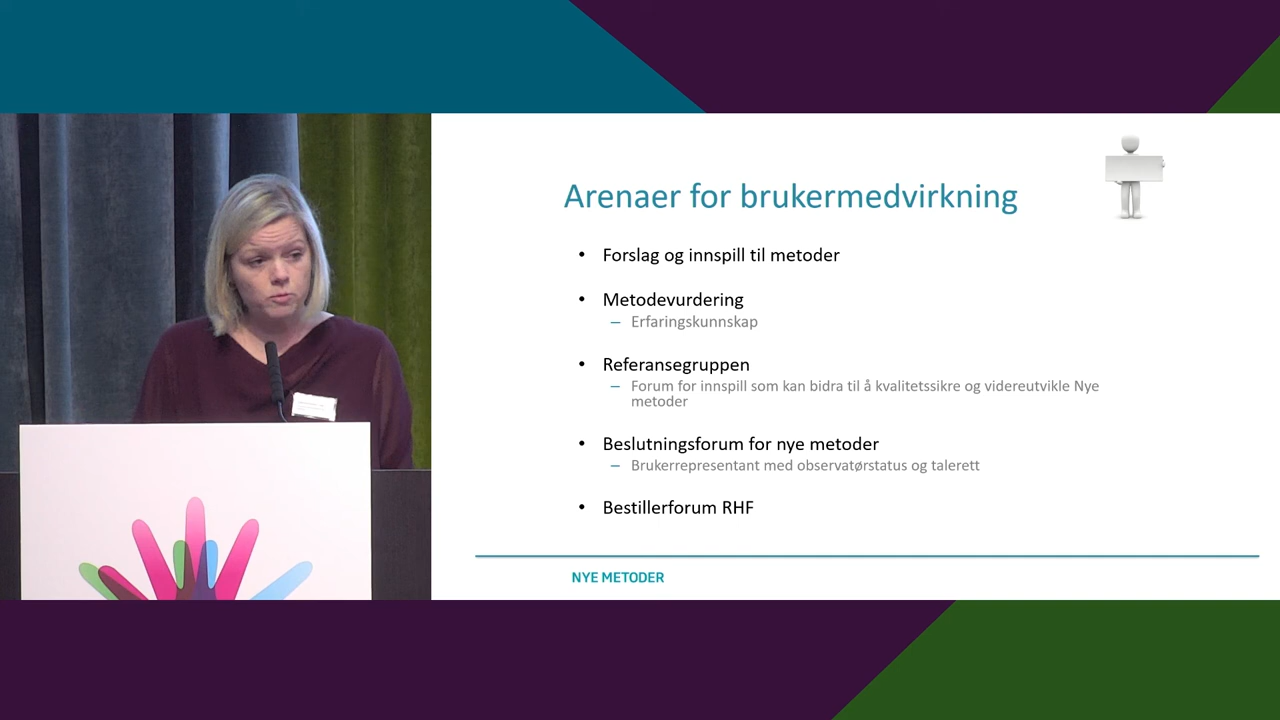 Arenaer for brukermedvirkning
• Forslag og innspill til metoder
• Metodevurdering
– Erfaringskunnskap
• Referansegruppen
– Forum for innspill som kan bidra til å kvalitetssikre og videreutvikle Nye
metoder
• Beslutningsforum for nye metoder
– Brukerrepresentant med observatørstatus og talerett
• Bestillerforum RHF
NYE METODER